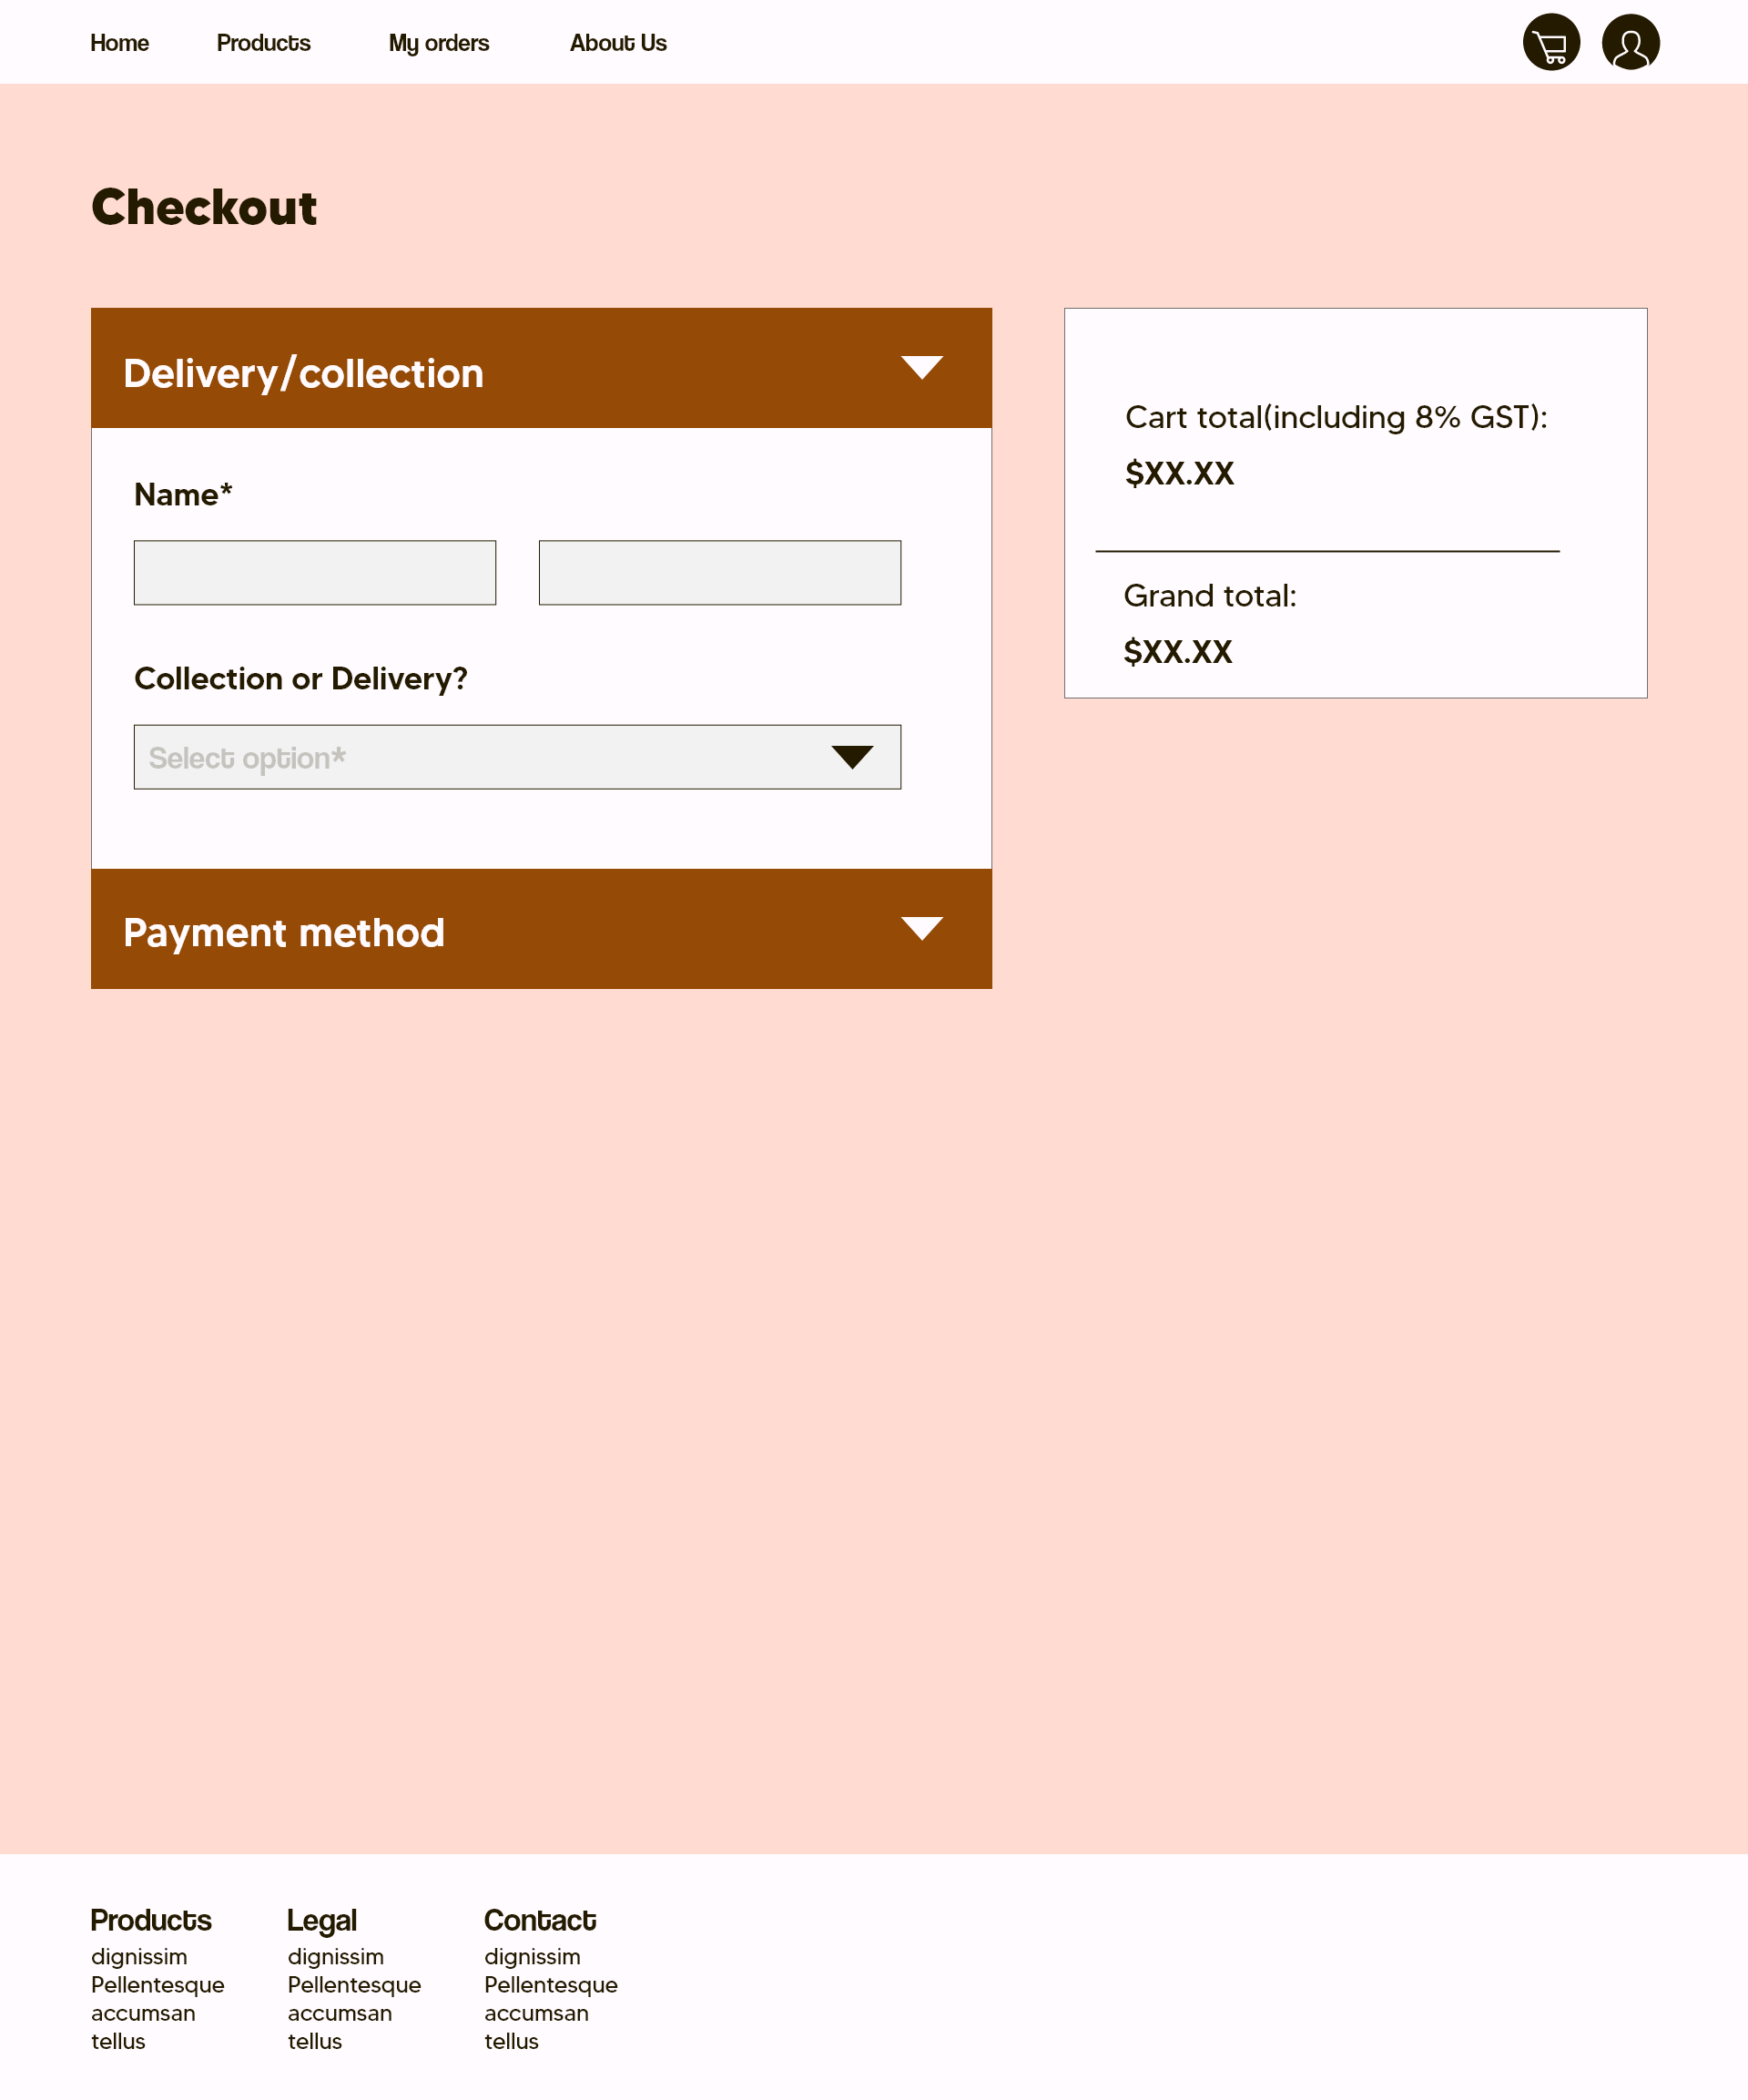 Home
Products
My orders
About Us
Checkout
Delivery/collection
Name*
Collection or Delivery?
Select option*
Payment method
Cart total(including 8% GST):
$XX.XX
Grand total:
$XX.XX
Products
dignissim
Pellentesque
accumsan
tellus
Legal
dignissim
Pellentesque
accumsan
tellus
Contact
dignissim
Pellentesque
accumsan
tellus